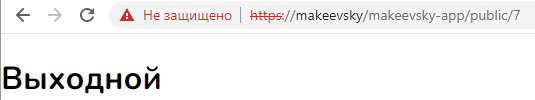 Не защищено https://makeevsky/makeevsky-app/public/7
Выходной